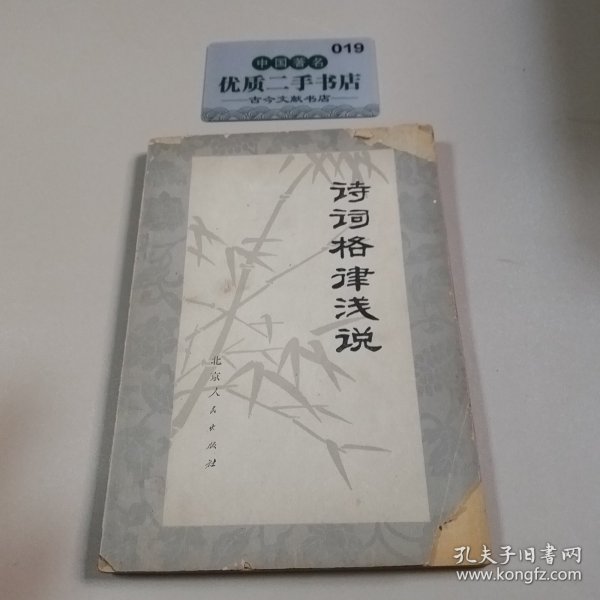 019
中国著名
优质二手书店
古今文献书店
诗词格律浅说
北京人民出版社
孔夫子旧书网
www.kongfz.com